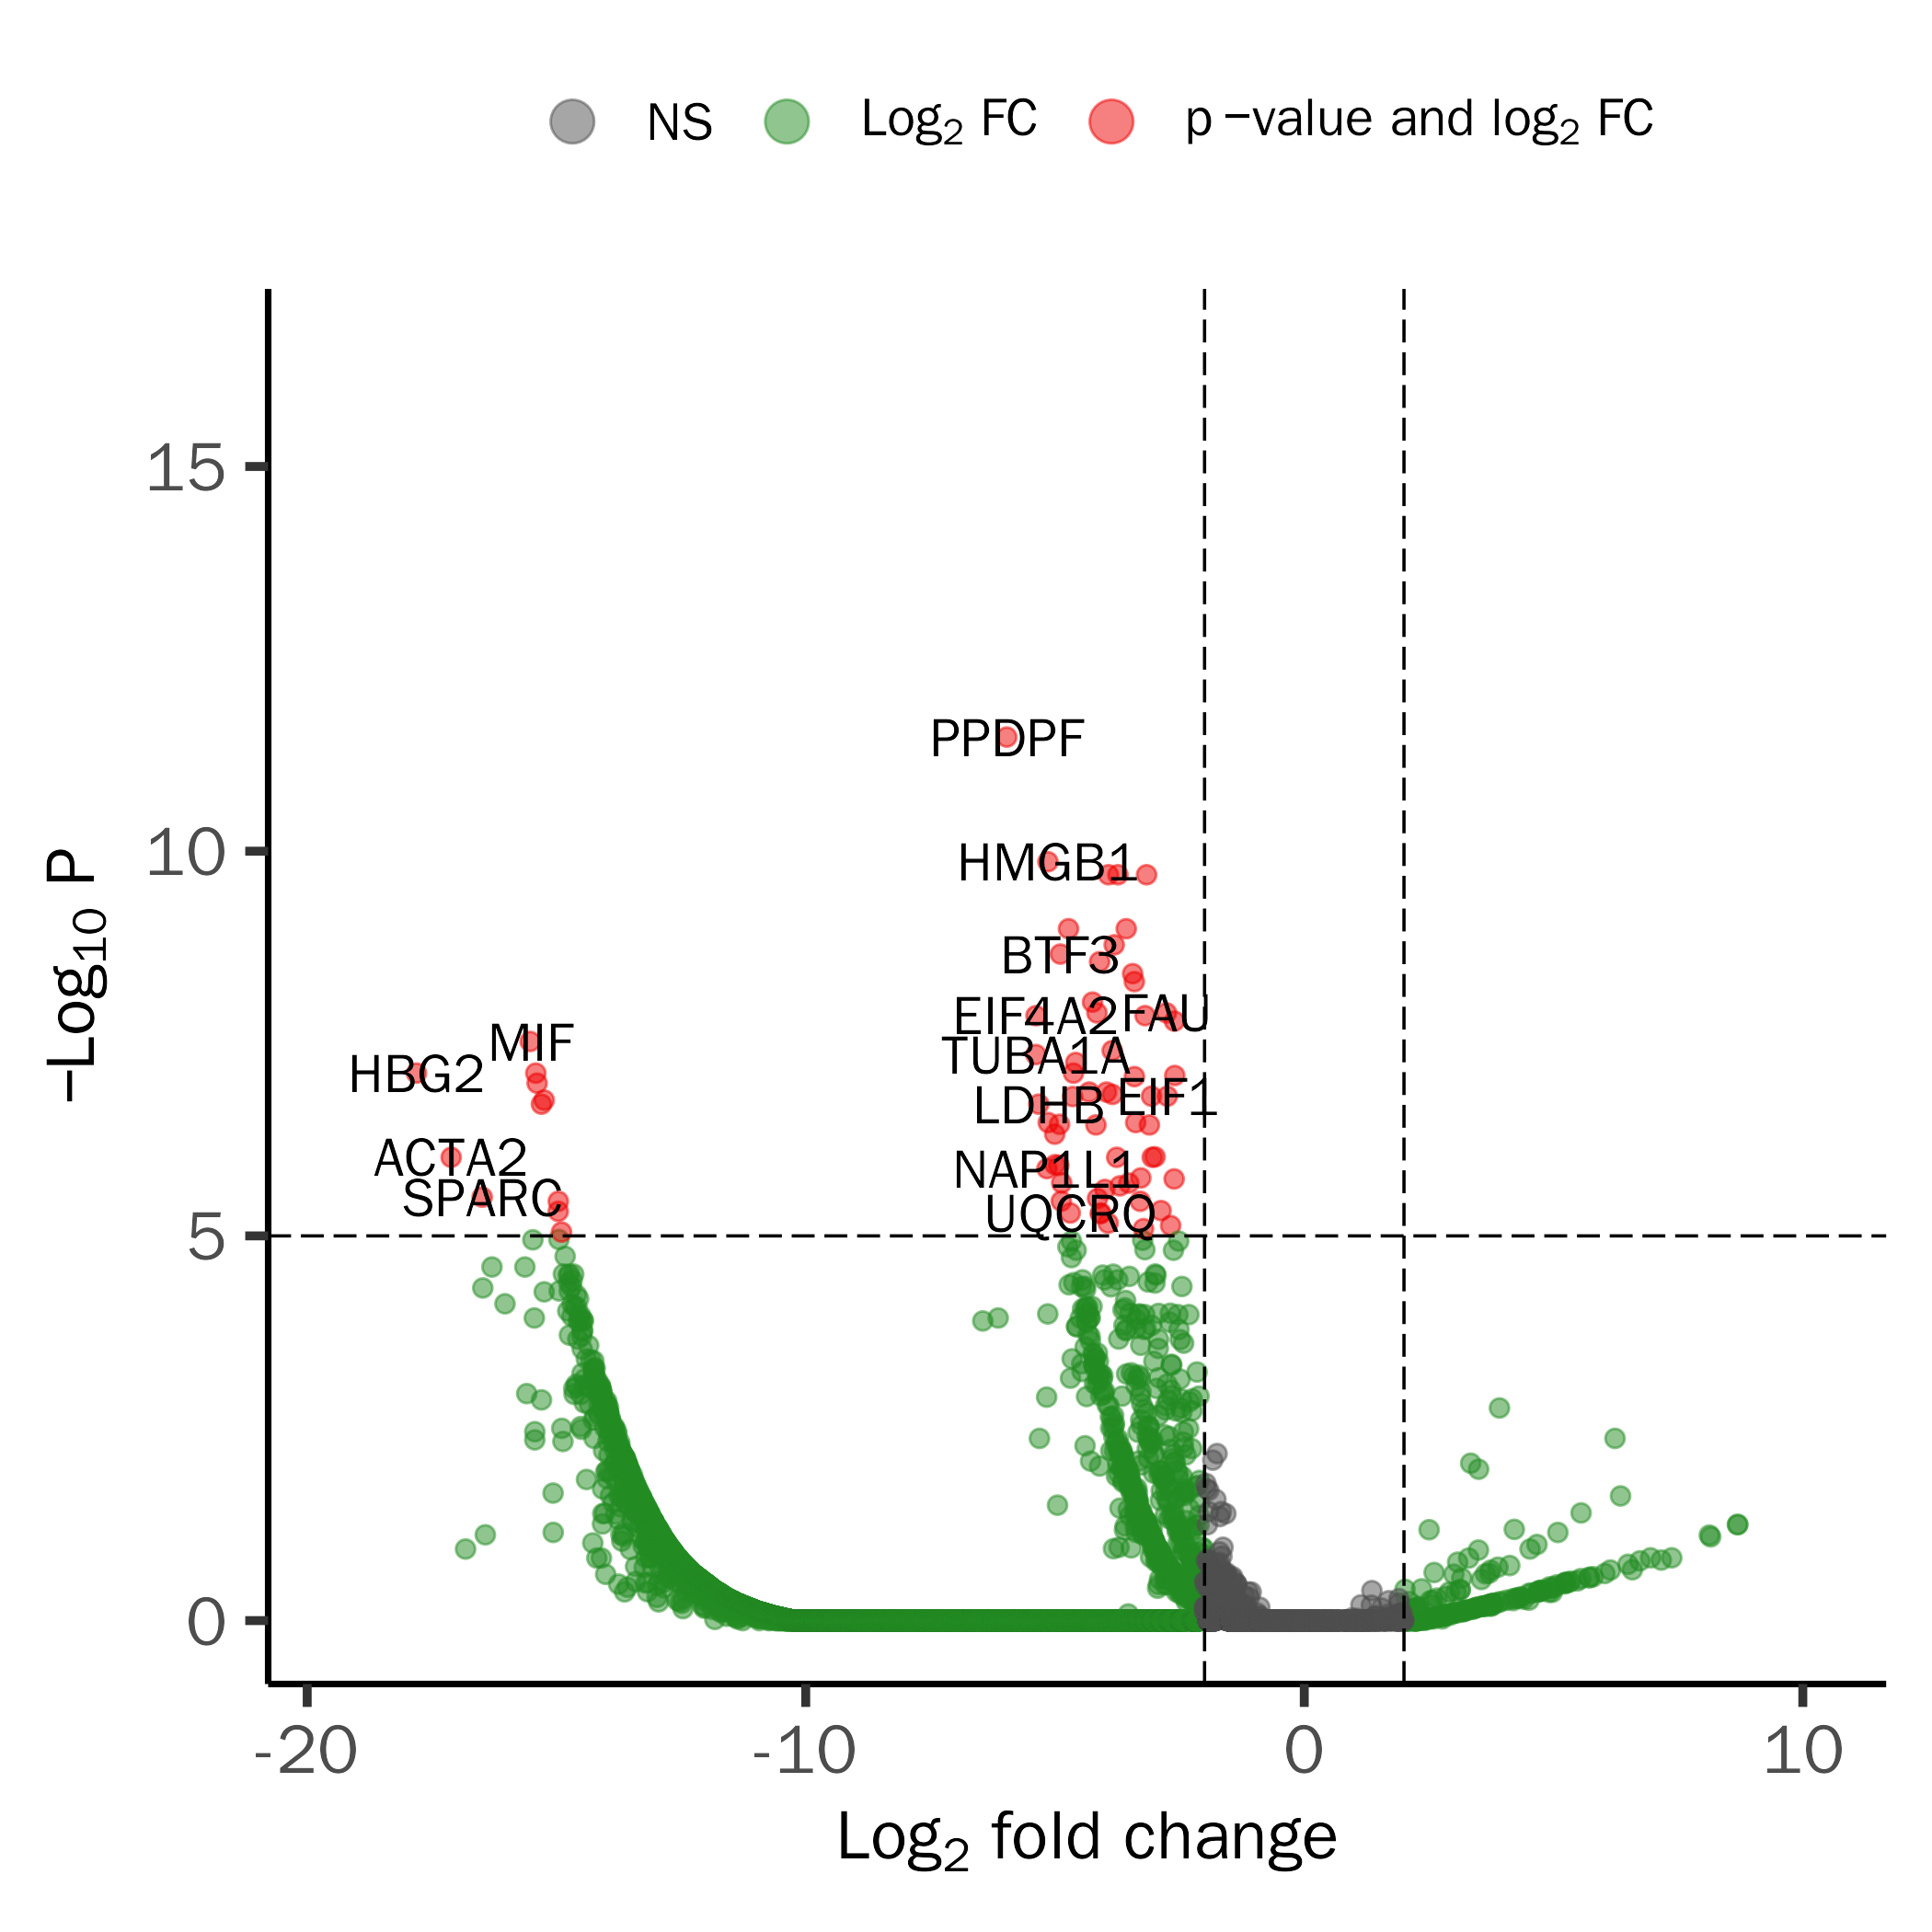 NS Log2 FC p −value and log2 FC
−Log10 P
15
10
5
0
PPDPF
HMGB1
BTF3
EIF4A2 FAU
MIF
TUBA1A
HBG2
EIF1
LDHB
ACTA2
NAP1L1
SPARC
UQCRQ
-20 -10 0 10
Log2 fold change